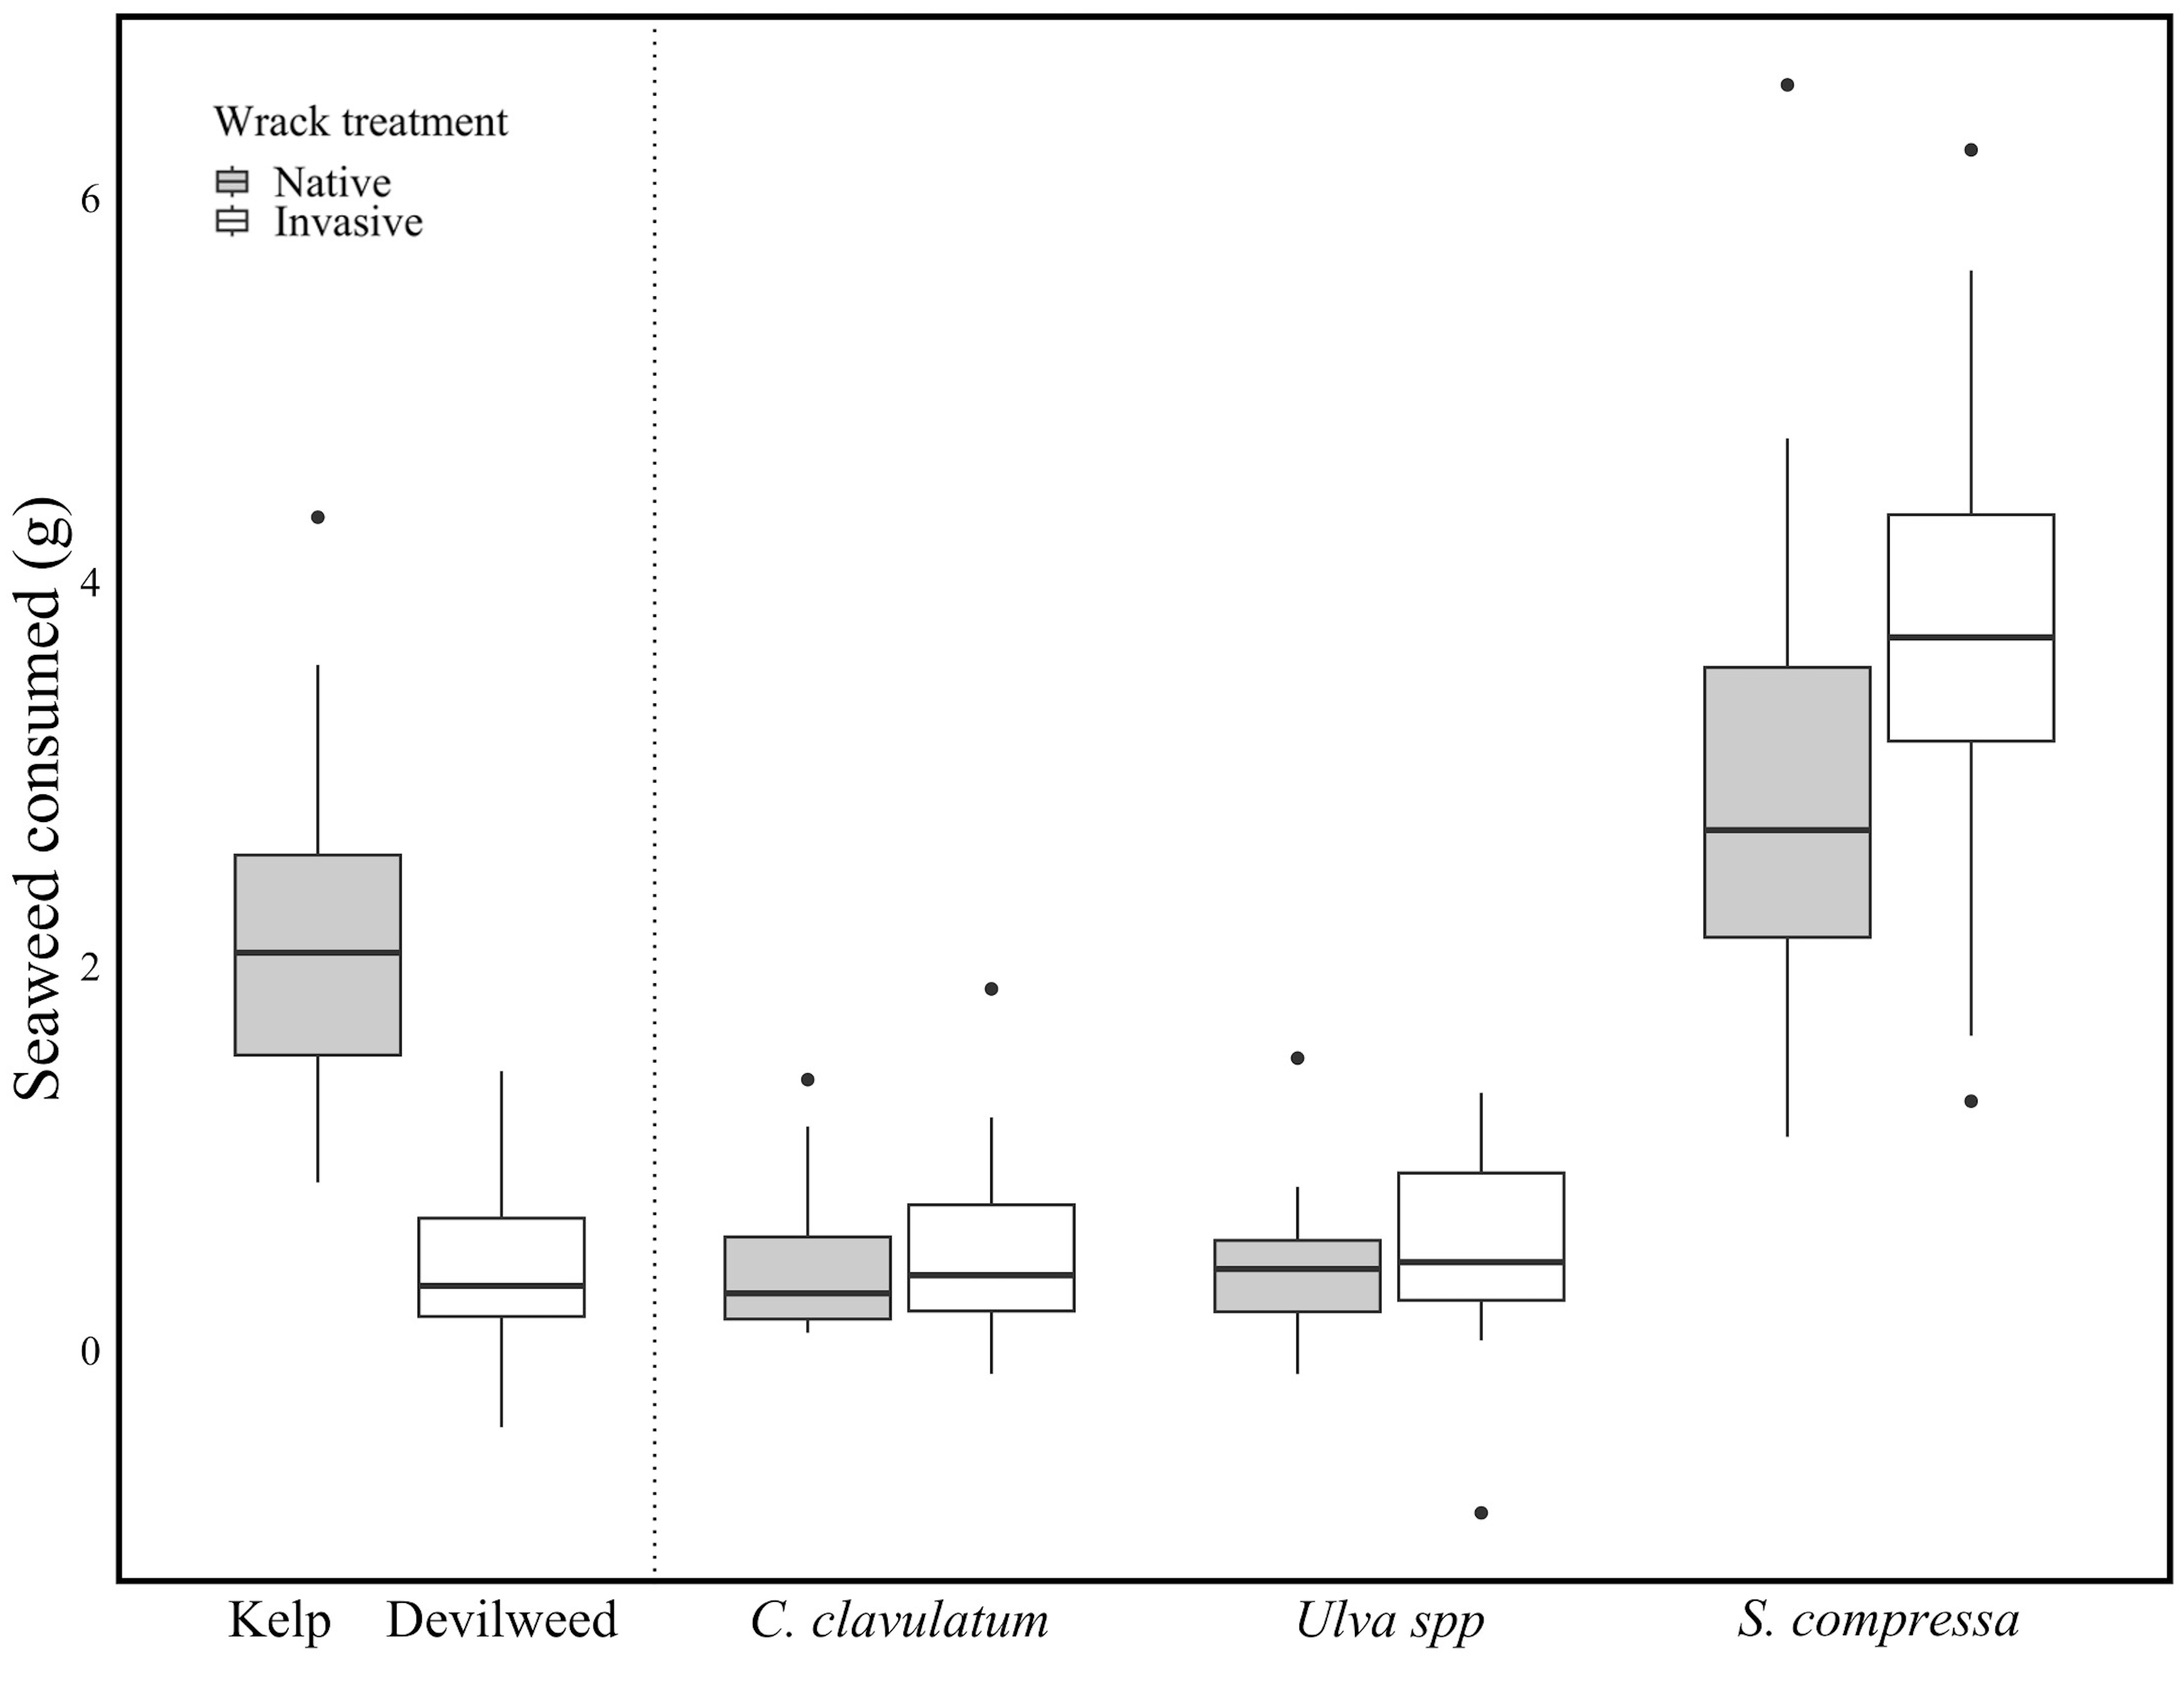 Wrack treatment
Native
Invasive
Seaweed consumed (g)
6
4
2
0
Kelp Devilweed C. clavulatum Ulva spp S. compressa